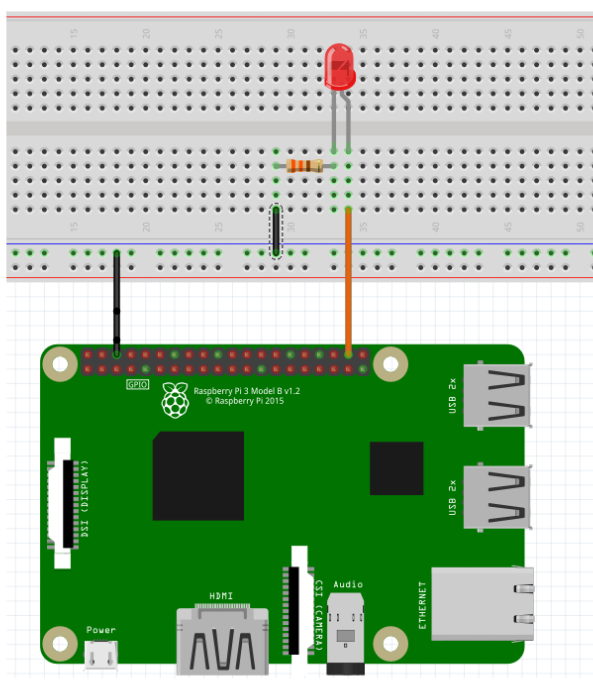 15 20 25 30 35 40 45 50
15 20 25 30 35 40 45 50
GPIO
Raspberry Pi 3 Model B v1.2
© Raspberry Pi 2015
USB 2x
DSI (DISPLAY)
USB 2x
HDMI
CSI (CAMERA)
Audio
ETHERNET
Power